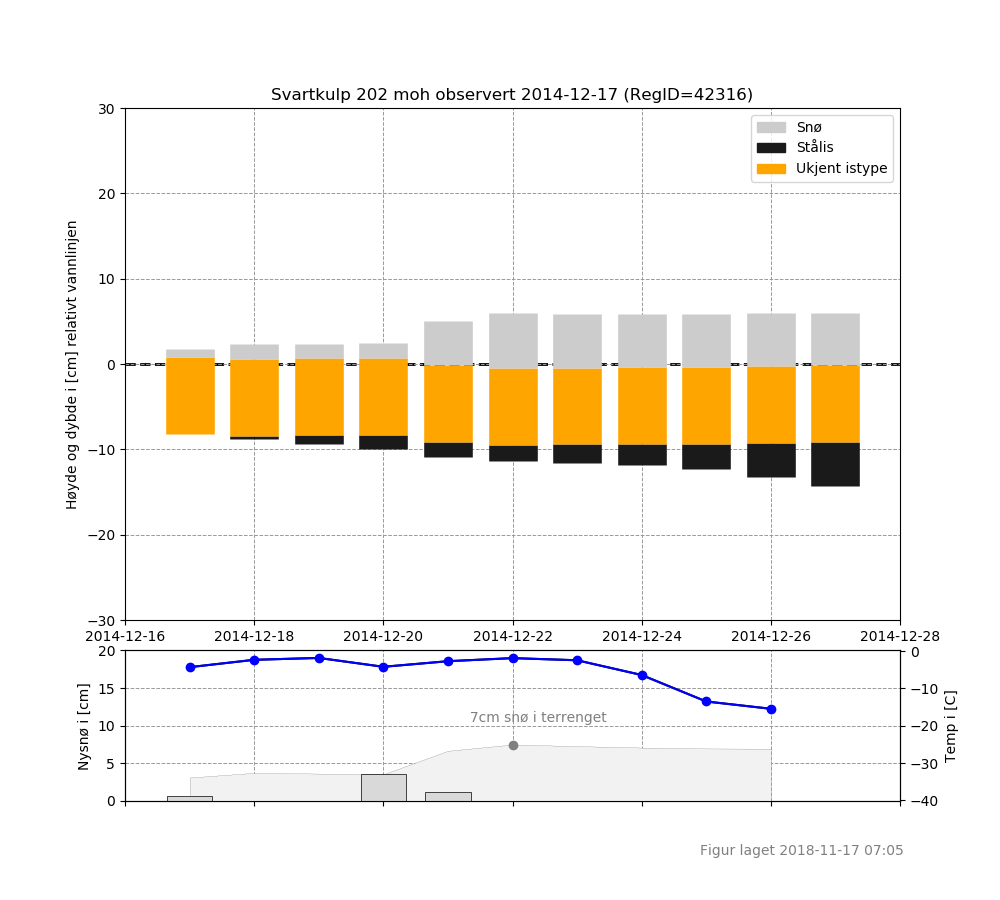 Svartkulp 202 moh observert 2014-12-17 (RegID=42316)
Høyde og dybde i [cm] relativt vannlinjen
30
20
10
0
−10
−20
−30
Snø
Stålis
Ukjent istype
2014-12-16 2014-12-18 2014-12-20 2014-12-22 2014-12-24 2014-12-26 2014-12-28
Nysnø i [cm]
20
15
10
5
0
7cm snø i terrenget
0
−10
−20
−30
−40
Temp i [C]
Figur laget 2018-11-17 07:05